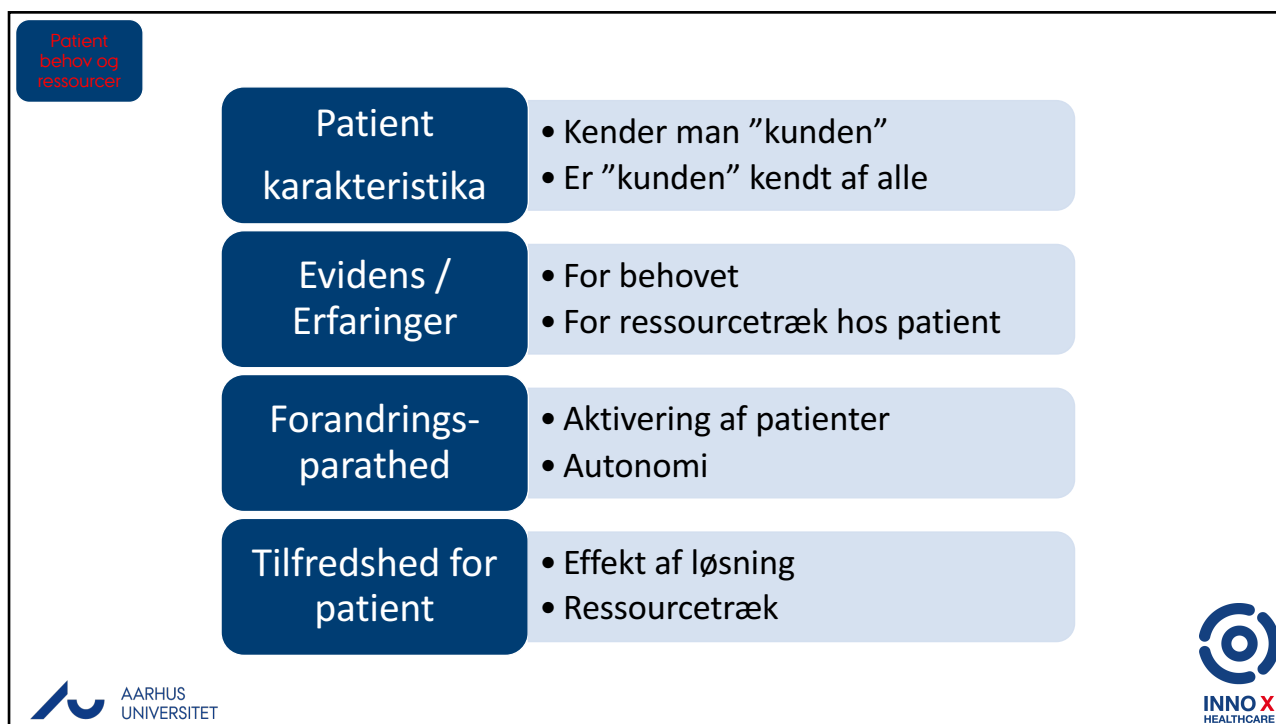 Patient
behov og
ressourcer
Patient
karakteristika
• Kender man ”kunden”
• Er ”kunden” kendt af alle
Evidens /
Erfaringer
• For behovet
• For ressourcetræk hos patient
Forandrings-
parathed
• Aktivering af patienter
• Autonomi
Tilfredshed for
patient
• Effekt af løsning
• Ressourcetræk
AARHUS
UNIVERSITET
INNO X
HEALTHCARE